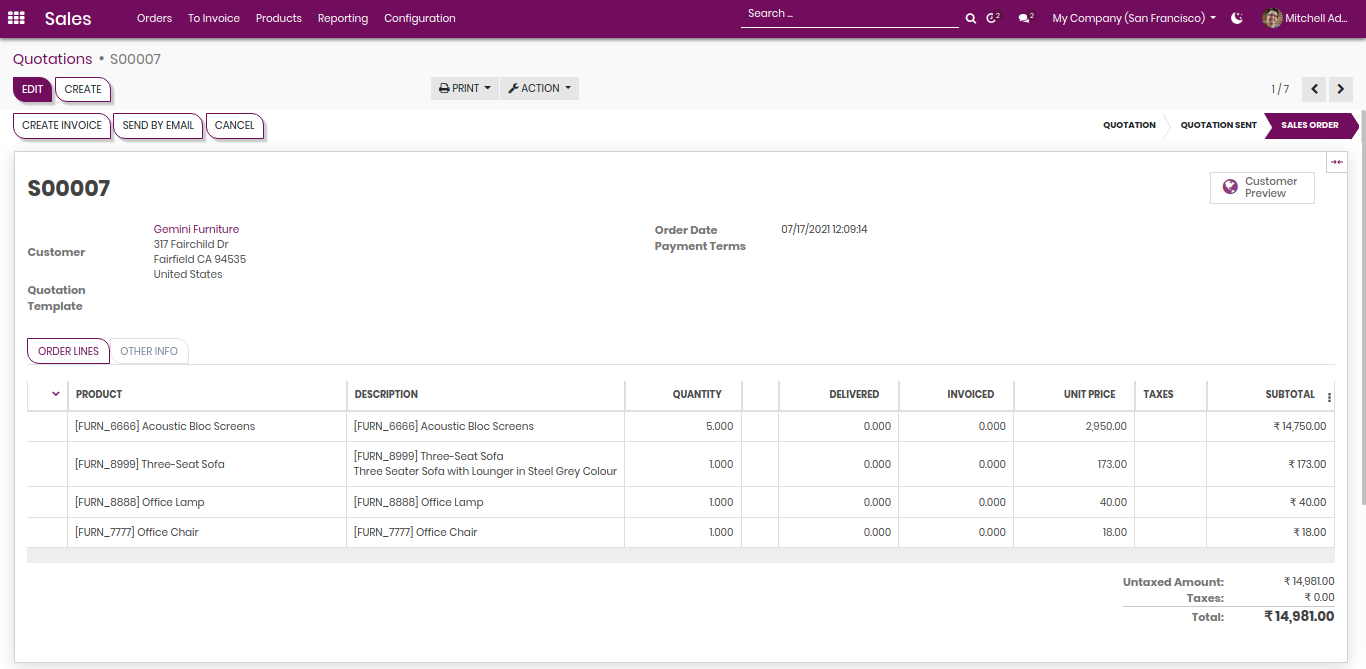 Sales Orders To Invoice Products Reporting Configuration Search ... 2 2 My Company (San Francisco) Mitchell Ad...
Quotations • S00007
EDIT CREATE PRINT ACTION 1 / 7
CREATE INVOICE SEND BY EMAIL CANCEL QUOTATION QUOTATION SENT SALES ORDER
S00007
Customer Preview
Customer
Gemini Furniture
317 Fairchild Dr
Fairfield CA 94535
United States
Order Date 07/17/2021 12:09:14
Payment Terms
Quotation
Template
ORDER LINES OTHER INFO
PRODUCT DESCRIPTION QUANTITY DELIVERED INVOICED UNIT PRICE TAXES SUBTOTAL
[FURN_6666] Acoustic Bloc Screens [FURN_6666] Acoustic Bloc Screens 5.000 0.000 0.000 2,950.00 ₹ 14,750.00
[FURN_8999] Three-Seat Sofa [FURN_8999] Three-Seat Sofa
Three Seater Sofa with Lounger in Steel Grey Colour 1.000 0.000 0.000 173.00 ₹ 173.00
[FURN_8888] Office Lamp [FURN_8888] Office Lamp 1.000 0.000 0.000 40.00 ₹ 40.00
[FURN_7777] Office Chair [FURN_7777] Office Chair 1.000 0.000 0.000 18.00 ₹ 18.00
Untaxed Amount: ₹ 14,981.00
Taxes: ₹ 0.00
Total: ₹ 14,981.00